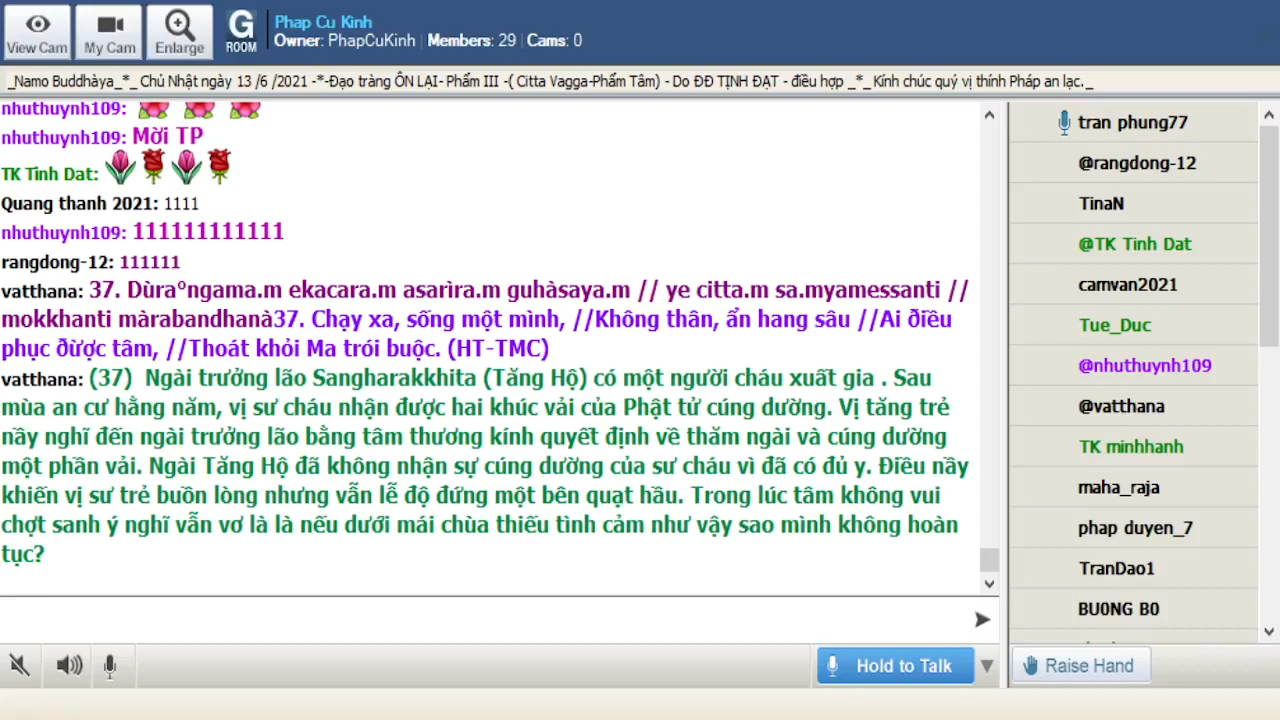 View Cam
My Cam
Enlarge
G
ROOM
Phap Cu Kinh
Owner: PhapCuKinh | Members: 29 | Cams: 0
_Namo Buddhàya_*_ Chủ Nhật ngày 13 /6 /2021 -*-Đạo tràng ÔN LẠI- Phẩm III -( Citta Vagga-Phẩm Tâm) - Do ĐĐ TỊNH ĐẠT - điều hợp _*_Kính chúc quý vị thính Pháp an lạc._
nhuthuynh109:
nhuthuynh109: Mời TP
TK Tinh Dat:
Quang thanh 2021: 1111
nhuthuynh109: 111111111111
rangdong-12: 111111
vatthana: 37. Dùraºngama.m ekacara.m asarìra.m guhàsaya.m // ye citta.m sa.myamessanti //
mokkhanti màrabandhanà37. Chạy xa, sống một mình, //Không thân, ẩn hang sâu //Ai ðiều
phục ðừợc tâm, //Thoát khỏi Ma trói buộc. (HT-TMC)
vatthana: (37) Ngài trưởng lão Sangharakkhita (Tăng Hộ) có một người cháu xuất gia . Sau
mùa an cư hằng năm, vị sư cháu nhận được hai khúc vải của Phật tử cúng dường. Vị tăng trẻ
nầy nghĩ đến ngài trưởng lão bằng tâm thương kính quyết định về thăm ngài và cúng dường
một phần vải. Ngài Tăng Hộ đã không nhận sự cúng dường của sư cháu vì đã có đủ y. Điều nầy
khiến vị sư trẻ buồn lòng nhưng vẫn lễ độ đứng một bên quạt hầu. Trong lúc tâm không vui
chợt sanh ý nghĩ vẫn vơ là là nếu dưới mái chùa thiếu tình cảm như vậy sao mình không hoàn
tục?
tran phung77
@rangdong-12
TinaN
@TK Tinh Dat
camvan2021
Tue_Duc
@nhuthuynh109
@vatthana
TK minhhanh
maha_raja
phap duyen_7
TranDao1
BU0NG B0
Hold to Talk
Raise Hand